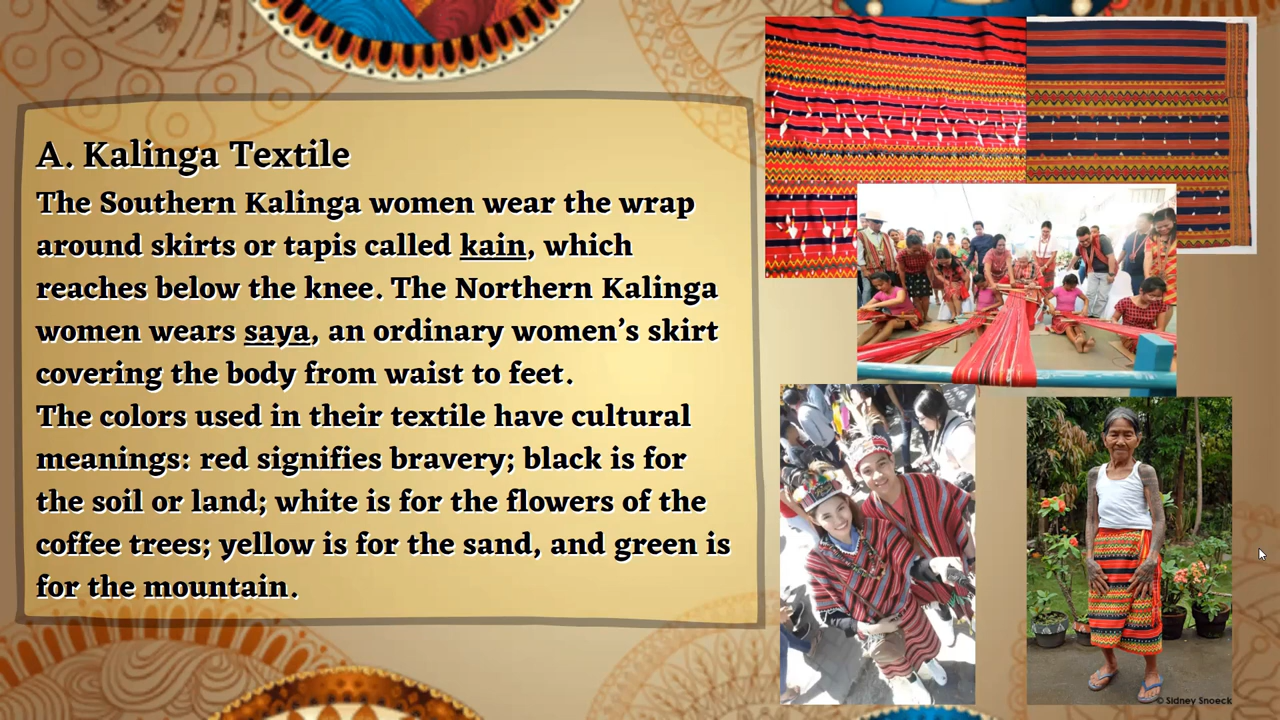 A. Kalinga Textile
The Southern Kalinga women wear the wrap
around skirts or tapis called kain, which
reaches below the knee. The Northern Kalinga
women wears saya, an ordinary women’s skirt
covering the body from waist to feet.
The colors used in their textile have cultural
meanings: red signifies bravery; black is for
the soil or land; white is for the flowers of the
coffee trees; yellow is for the sand, and green is
for the mountain.
© Sidney Snoeck